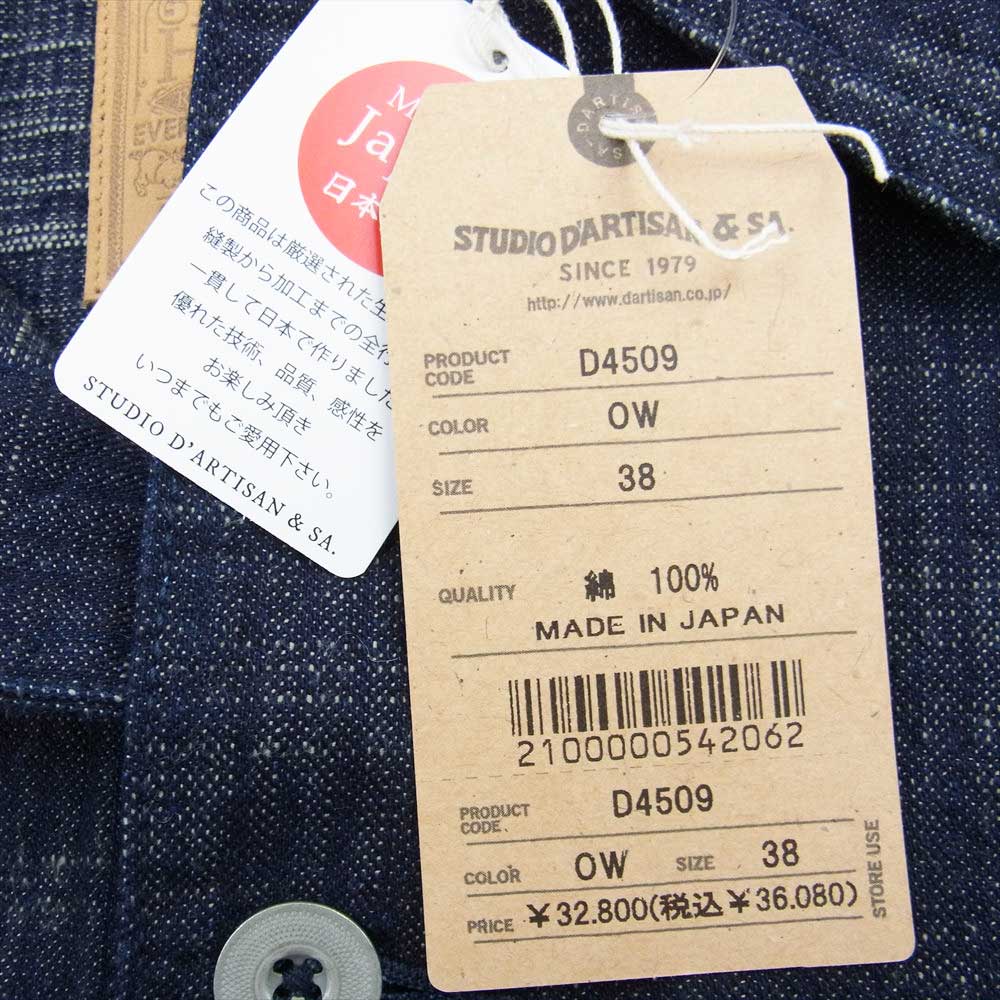 EVER
M
Ja
日本
この商品は厳選された生
縫製から加工までの全行
一貫して日本で作りました
優れた技術、品質、感性を
お楽しみ頂き
いつまでもご愛用下さい。
STUDIO D'ARTISAN & SA.
D'ARTISAN & SA
STUDIO D'ARTISAN & SA.
SINCE 1979
http://www.dartisan.co.jp/
PRODUCT CODE D4509
COLOR OW
SIZE 38
QUALITY 綿 100%
MADE IN JAPAN
2100000542062
PRODUCT CODE D4509
COLOR OW SIZE 38
PRICE ¥32.800(税込¥36.080)
STORE USE